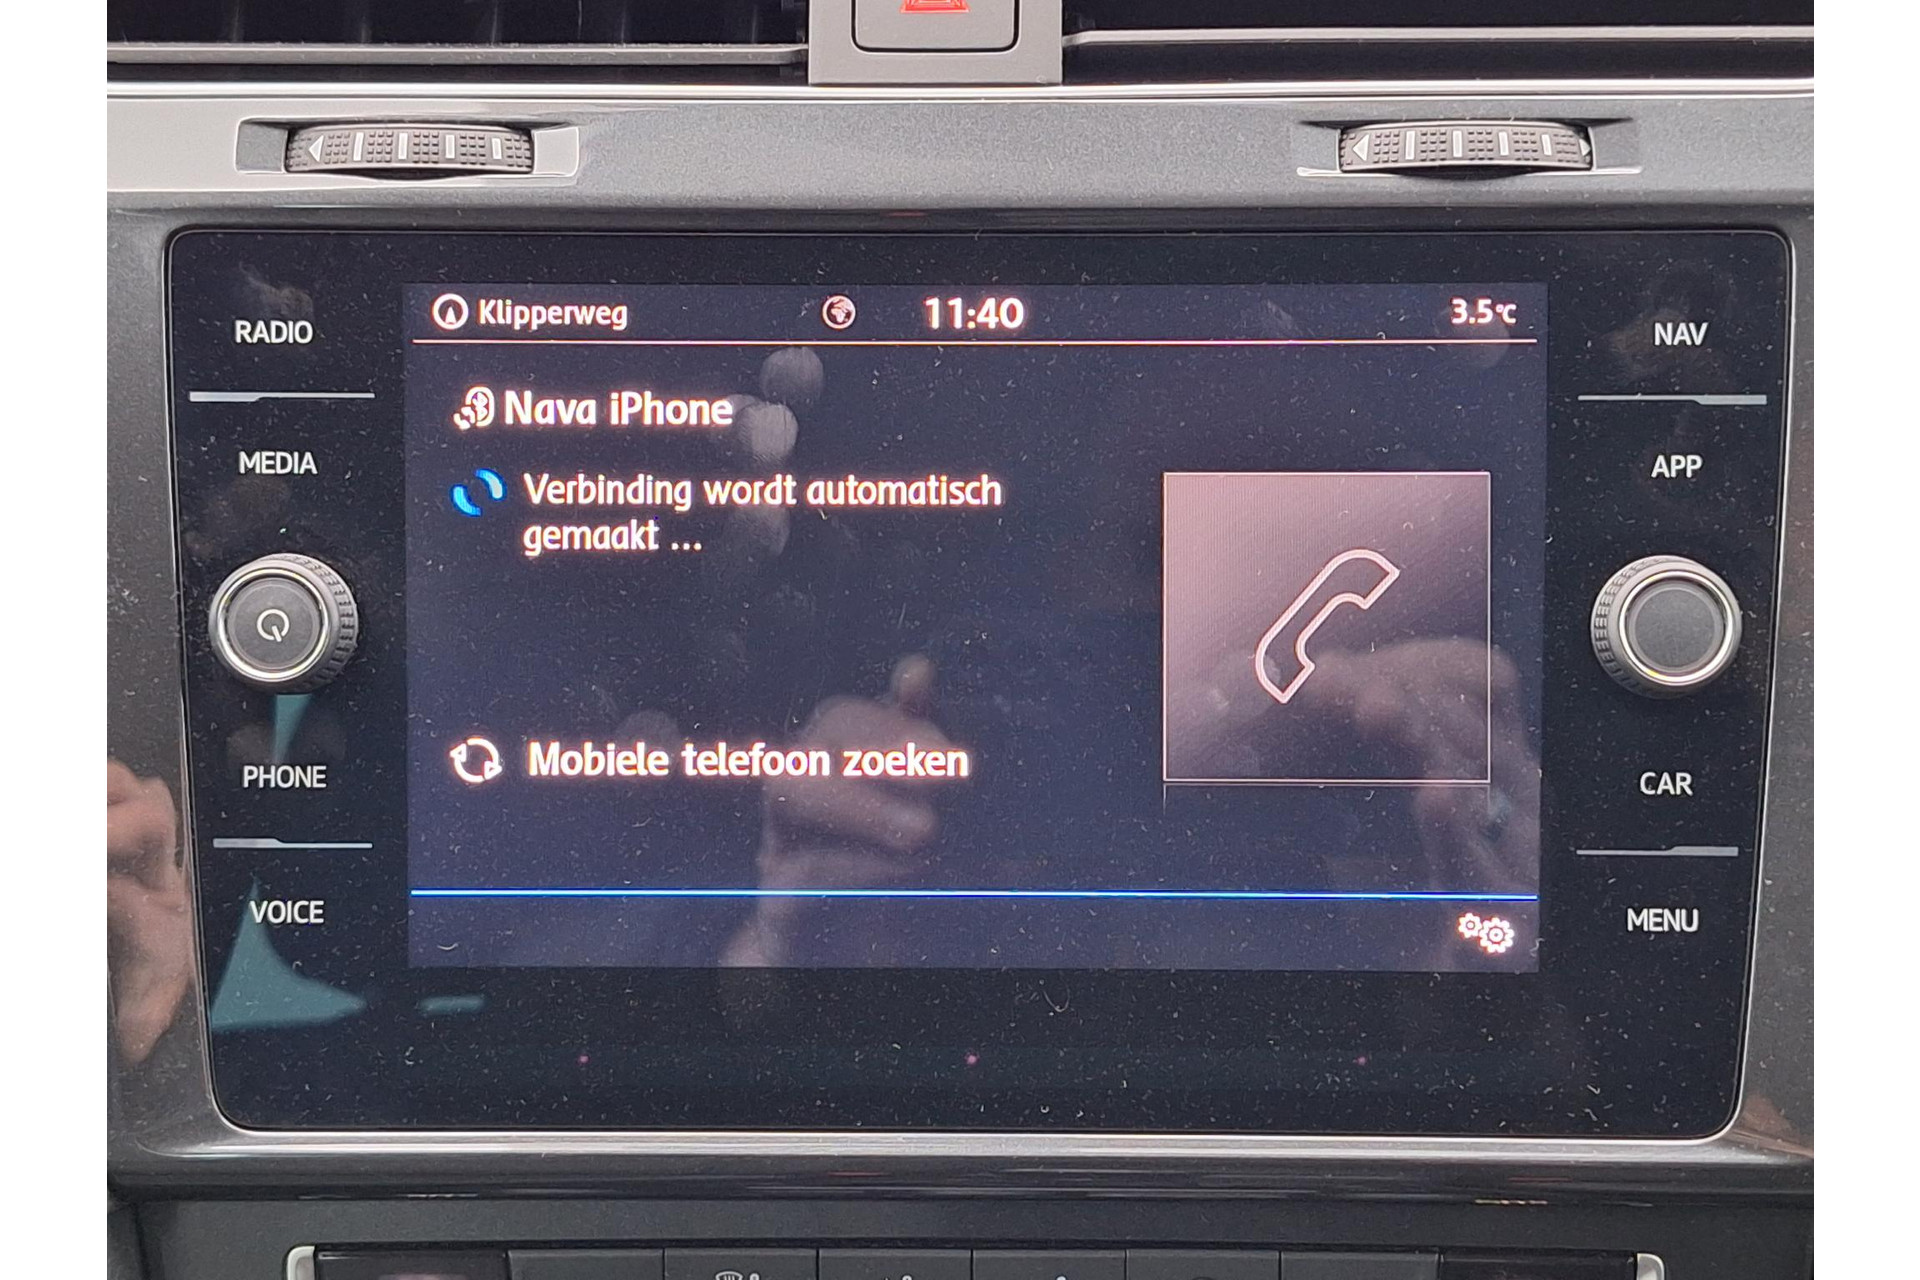 Klipperweg 11:40 3.5°C
RADIO
NAV
Nava iPhone
MEDIA
APP
Verbinding wordt automatisch
gemaakt ...
Mobiele telefoon zoeken
PHONE
CAR
VOICE
MENU